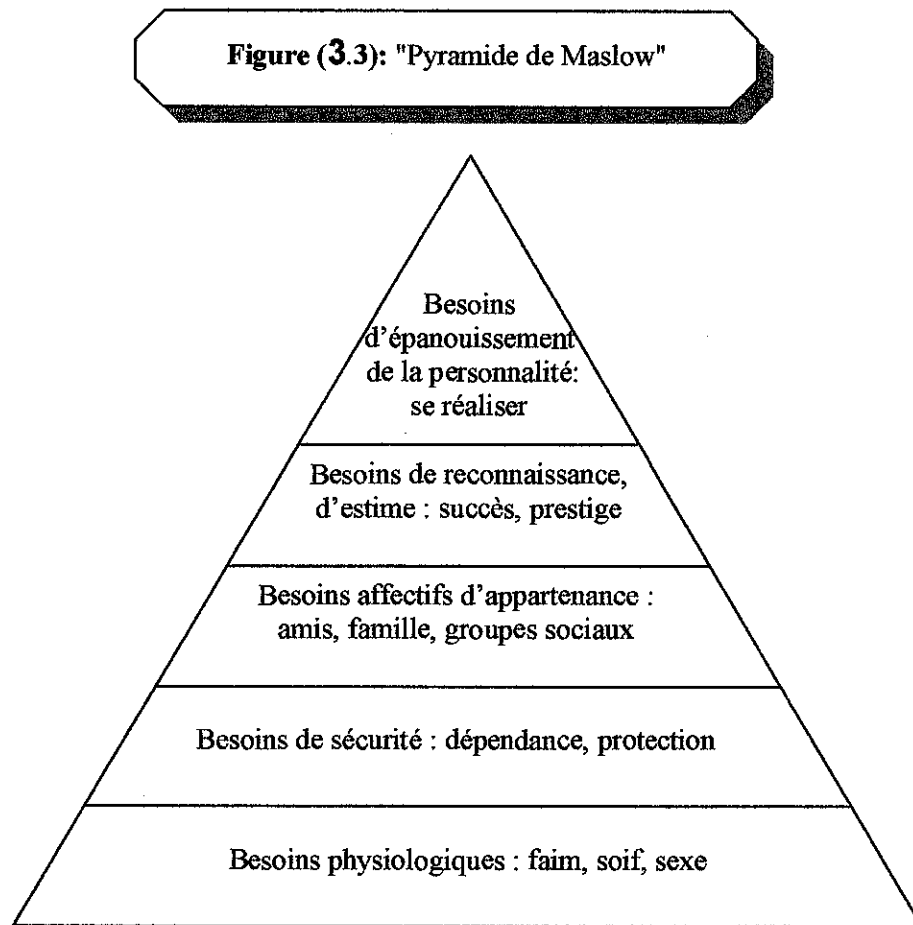 Figure (3.3): "Pyramide de Maslow"
Besoins
d'épanouissement
de la personnalité:
se réaliser
Besoins de reconnaissance,
d'estime : succès, prestige
Besoins affectifs d'appartenance :
amis, famille, groupes sociaux
Besoins de sécurité : dépendance, protection
Besoins physiologiques : faim, soif, sexe